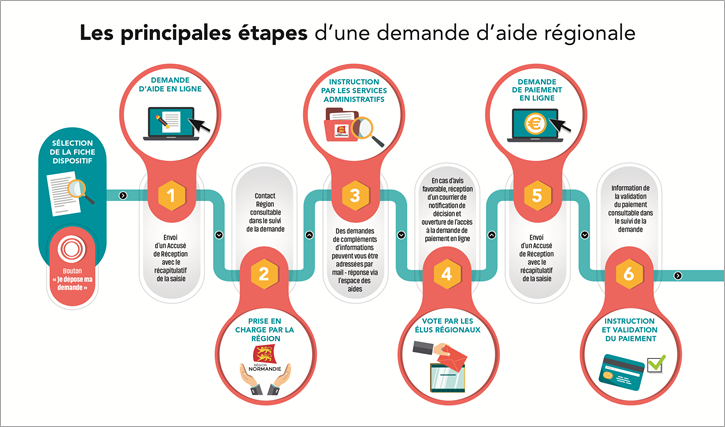 Les principales étapes d'une demande d'aide régionale
SÉLECTION
DE LA FICHE
DISPOSITIF
Bouton
« Je dépose ma
demande »
DEMANDE
D'AIDE EN LIGNE
1
Envoi
d'un Accusé
de Réception
avec le
récapitulatif
de la saisie
Contact
Region
consultable
dans le suivi
de la demande
2
PRISE EN
CHARGE PAR LA
RÉGION
RÉGION
NORMANDIE
INSTRUCTION
PAR LES SERVICES
ADMINISTRATIFS
3
Des demandes
de compléments
d'informations
peuvent vous être
adressées par
mail - réponse via
l'espace des
aides
En cas d'avis
favorable, réception
d'un courrier de
notification de
décision et
ouverture de l'accès
à la demande de
paiement en ligne
4
VOTE PAR LES
ÉLUS RÉGIONAUX
DEMANDE
DE PAIEMENT
EN LIGNE
€
5
Envoi
d'un Accusé
de Réception
avec le
récapitulatif
de la saisie
Information de
la validation
du paiement
consultable dans
le suivi de la
demande
6
INSTRUCTION
ET VALIDATION
DU PAIEMENT